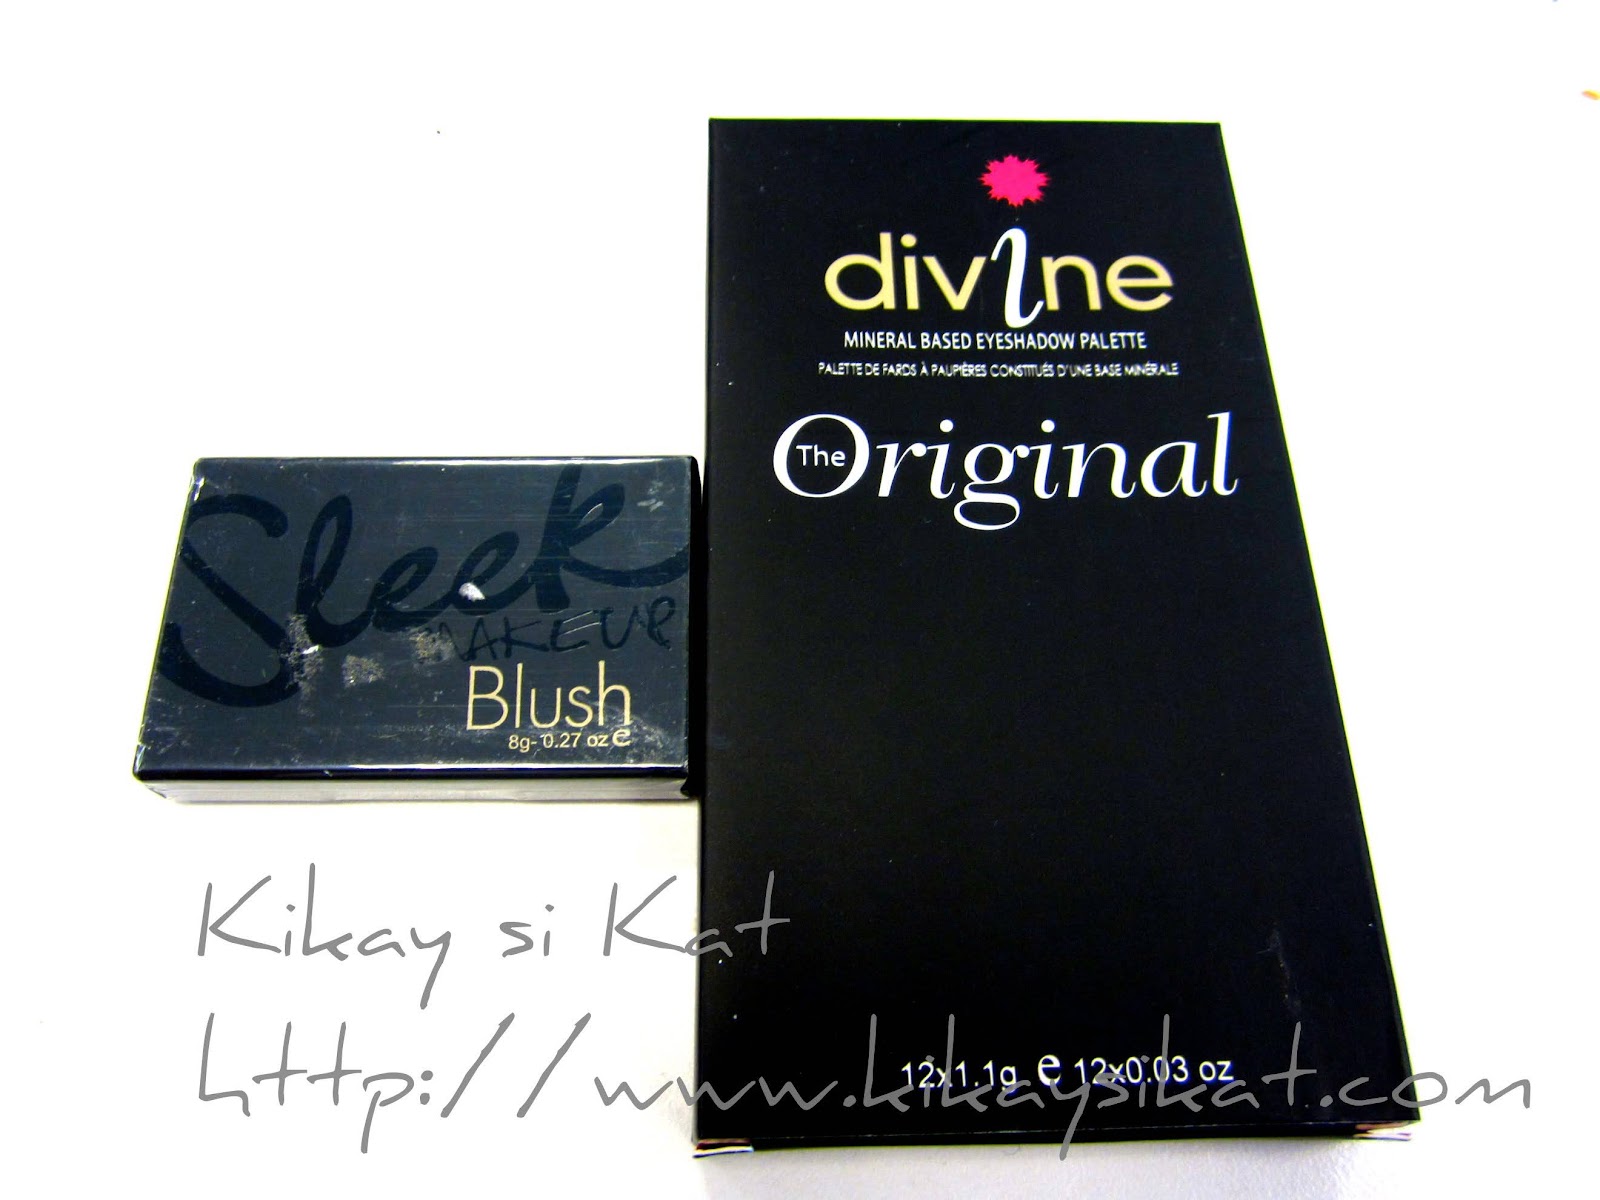 Sleek
MAKEUP
Blush
8g- 0.27 oz e
divine
MINERAL BASED EYESHADOW PALETTE
PALETTE DE FARDS À PAUPIÈRES CONSTITUÉS D'UNE BASE MINÉRALE
The Original
12x1.1g e 12x0.03 oz
Kikay si Kat
http://www.kikaysikat.com